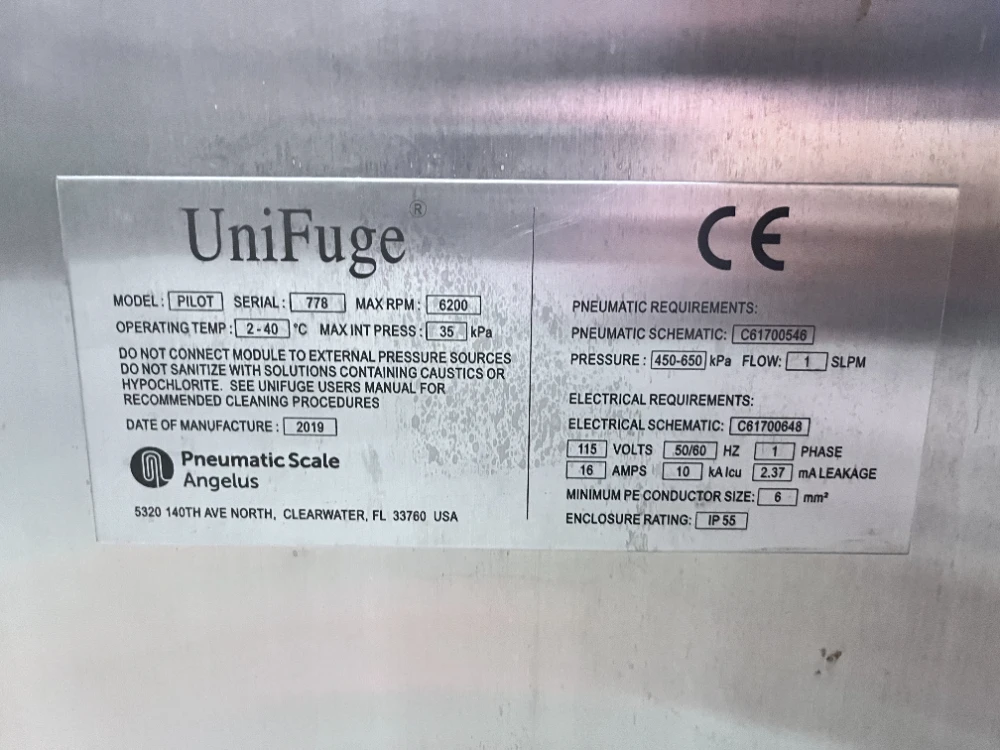 UniFuge®
MODEL: PILOT SERIAL: 778 MAX RPM: 6200
OPERATING TEMP: 2-40 °C MAX INT PRESS: 35 kPa
DO NOT CONNECT MODULE TO EXTERNAL PRESSURE SOURCES
DO NOT SANITIZE WITH SOLUTIONS CONTAINING CAUSTICS OR
HYPOCHLORITE. SEE UNIFUGE USERS MANUAL FOR
RECOMMENDED CLEANING PROCEDURES
DATE OF MANUFACTURE: 2019
Pneumatic Scale
Angelus
5320 140TH AVE NORTH, CLEARWATER, FL 33760 USA
CE
PNEUMATIC REQUIREMENTS:
PNEUMATIC SCHEMATIC: C61700546
PRESSURE: 450-650 kPa FLOW: 1 SLPM
ELECTRICAL REQUIREMENTS:
ELECTRICAL SCHEMATIC: C61700648
115 VOLTS 50/60 HZ 1 PHASE
16 AMPS 10 kA Icu 2.37 mA LEAKAGE
MINIMUM PE CONDUCTOR SIZE: 6 mm²
ENCLOSURE RATING: IP 55